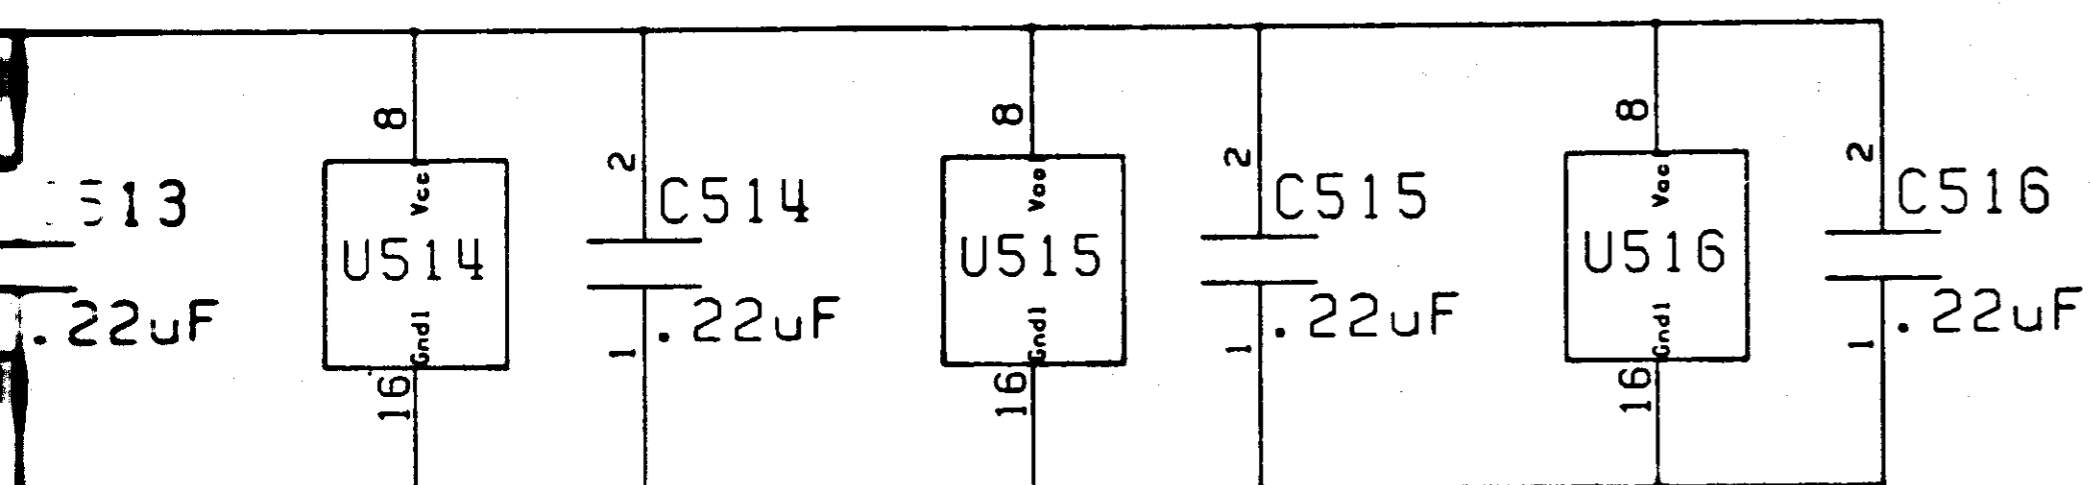 8
8
8
2
2
2
Vcc
Vcc
Vcc
513
C514
C515
C516
U514
U515
U516
.22uF
.22uF
.22uF
.22uF
Gnd1
Gnd1
Gnd1
1
1
1
16
16
16